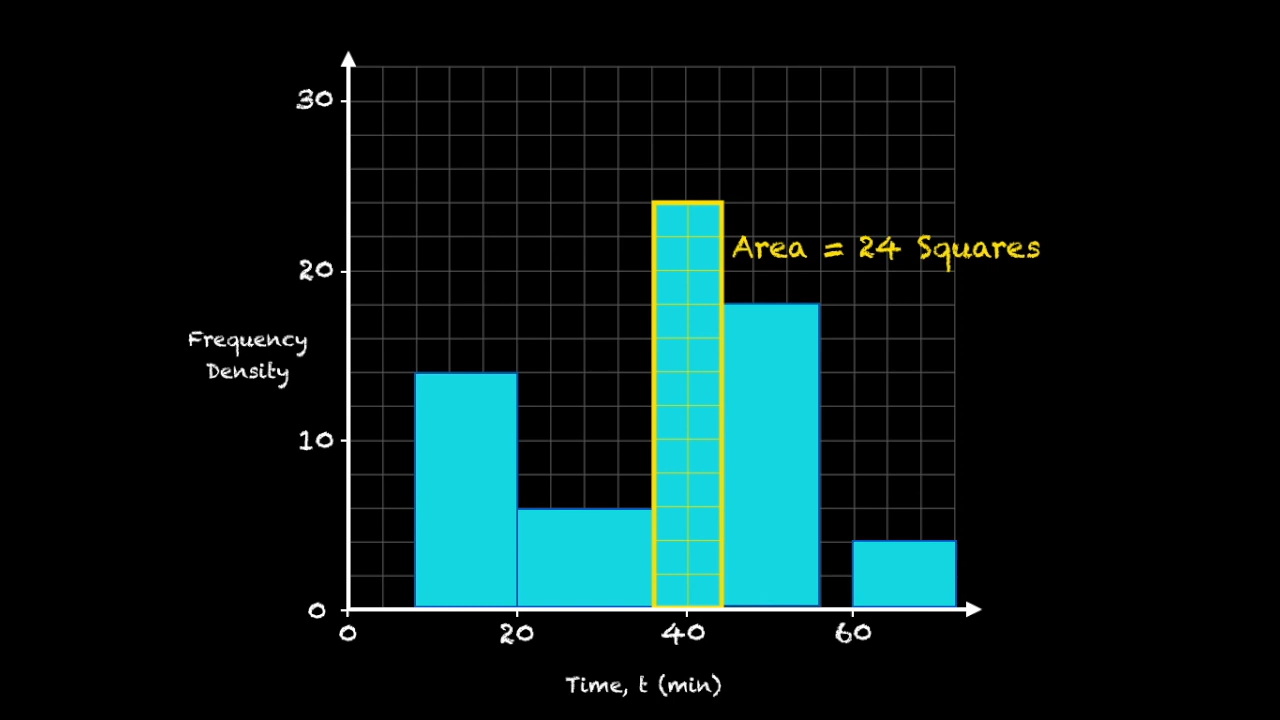 30
Area = 24 Squares
20
Frequency
Density
10
0
0 20 40 60
Time, t (min)